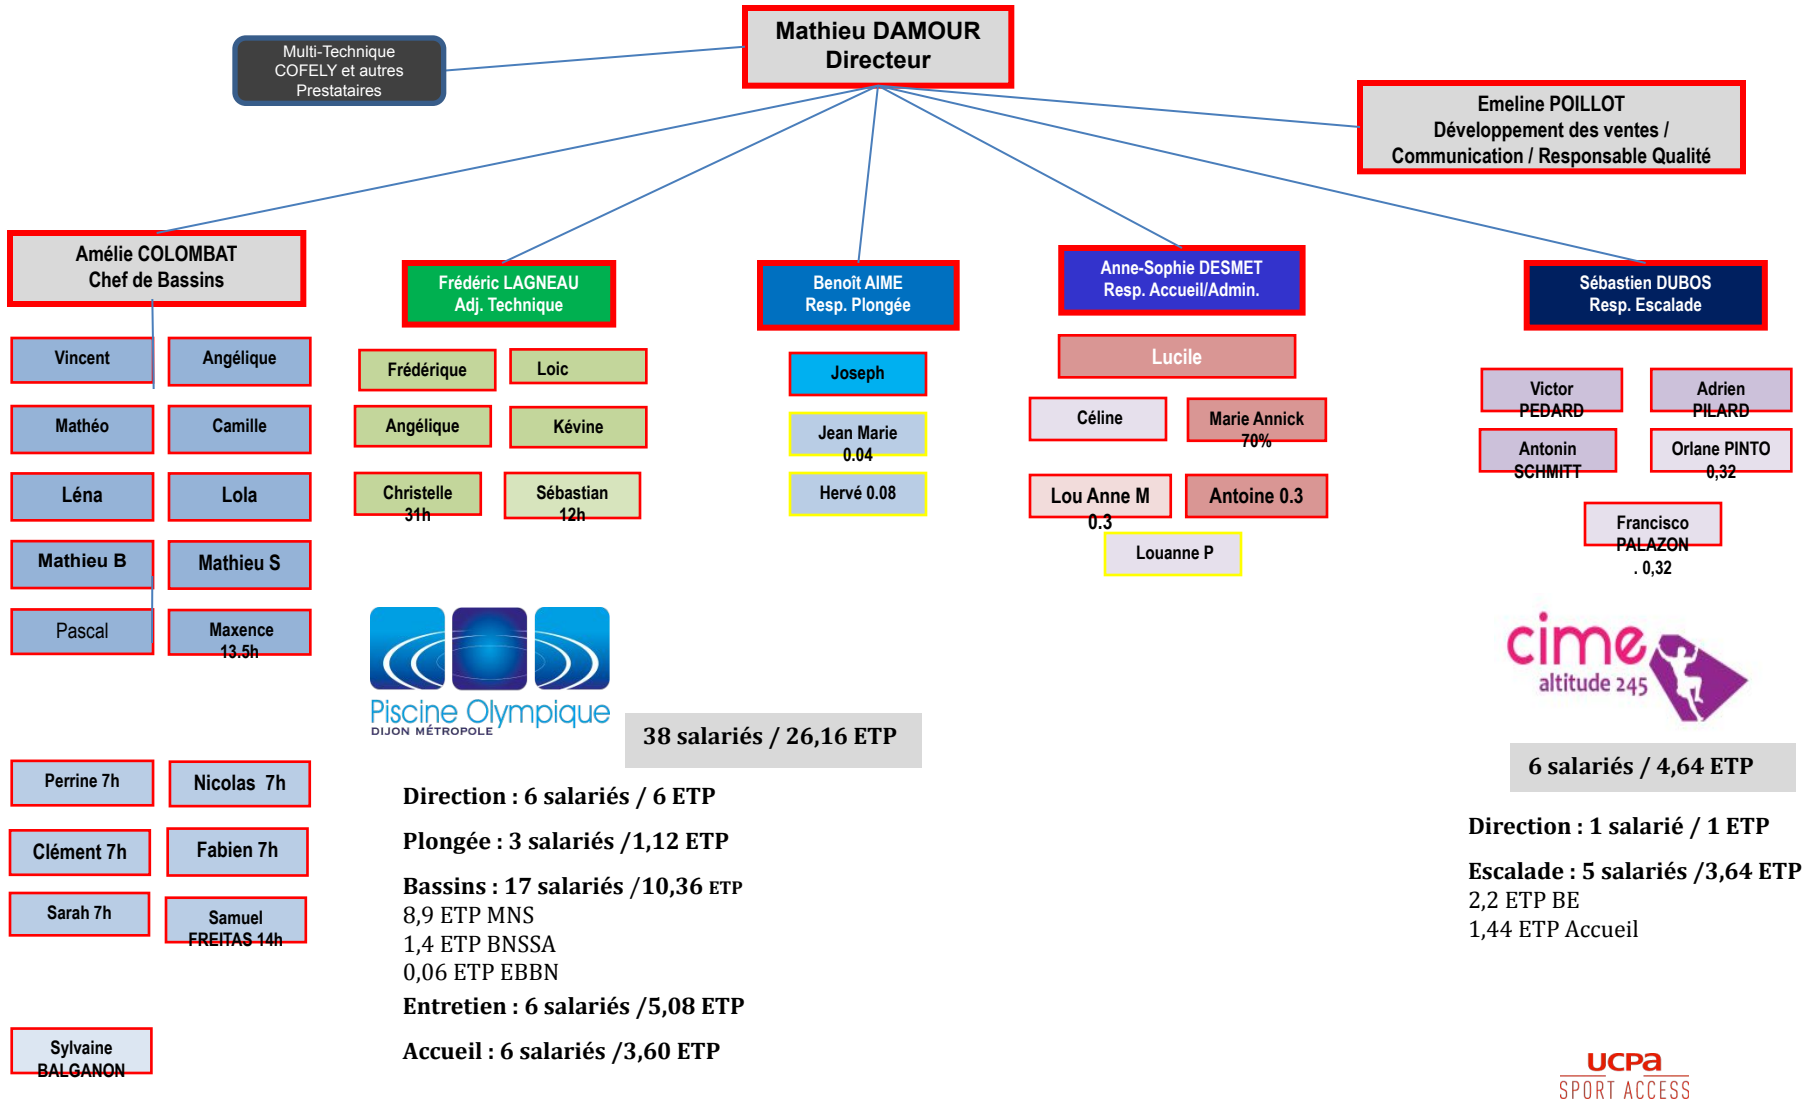 Mathieu DAMOUR
Directeur
Multi-Technique
COFELY et autres
Prestataires
Emeline POILLOT
Développement des ventes /
Communication / Responsable Qualité
Amélie COLOMBAT
Chef de Bassins
Frédéric LAGNEAU
Adj. Technique
Benoît AIME
Resp. Plongée
Anne-Sophie DESMET
Resp. Accueil/Admin.
Sébastien DUBOS
Resp. Escalade
Vincent
Angélique
Mathéo
Camille
Léna
Lola
Mathieu B
Mathieu S
Pascal
Maxence
13.5h
Perrine 7h
Nicolas 7h
Clément 7h
Fabien 7h
Sarah 7h
Samuel
FREITAS 14h
Sylvaine
BALGANON
Frédérique
Loic
Angélique
Kévine
Christelle
31h
Sébastian
12h
Joseph
Jean Marie
0.04
Hervé 0.08
Lucile
Céline
Marie Annick
70%
Lou Anne M
0.3
Antoine 0.3
Louanne P
Victor
PEDARD
Adrien
PILARD
Antonin
SCHMITT
Orlane PINTO
0,32
Francisco
PALAZON
. 0,32
Piscine Olympique
DIJON MÉTROPOLE
38 salariés / 26,16 ETP
Direction : 6 salariés / 6 ETP
Plongée : 3 salariés /1,12 ETP
Bassins : 17 salariés /10,36 ETP
8,9 ETP MNS
1,4 ETP BNSSA
0,06 ETP EBBN
Entretien : 6 salariés /5,08 ETP
Accueil : 6 salariés /3,60 ETP
cime
altitude 245
6 salariés / 4,64 ETP
Direction : 1 salarié / 1 ETP
Escalade : 5 salariés /3,64 ETP
2,2 ETP BE
1,44 ETP Accueil
ucpa
SPORT ACCESS